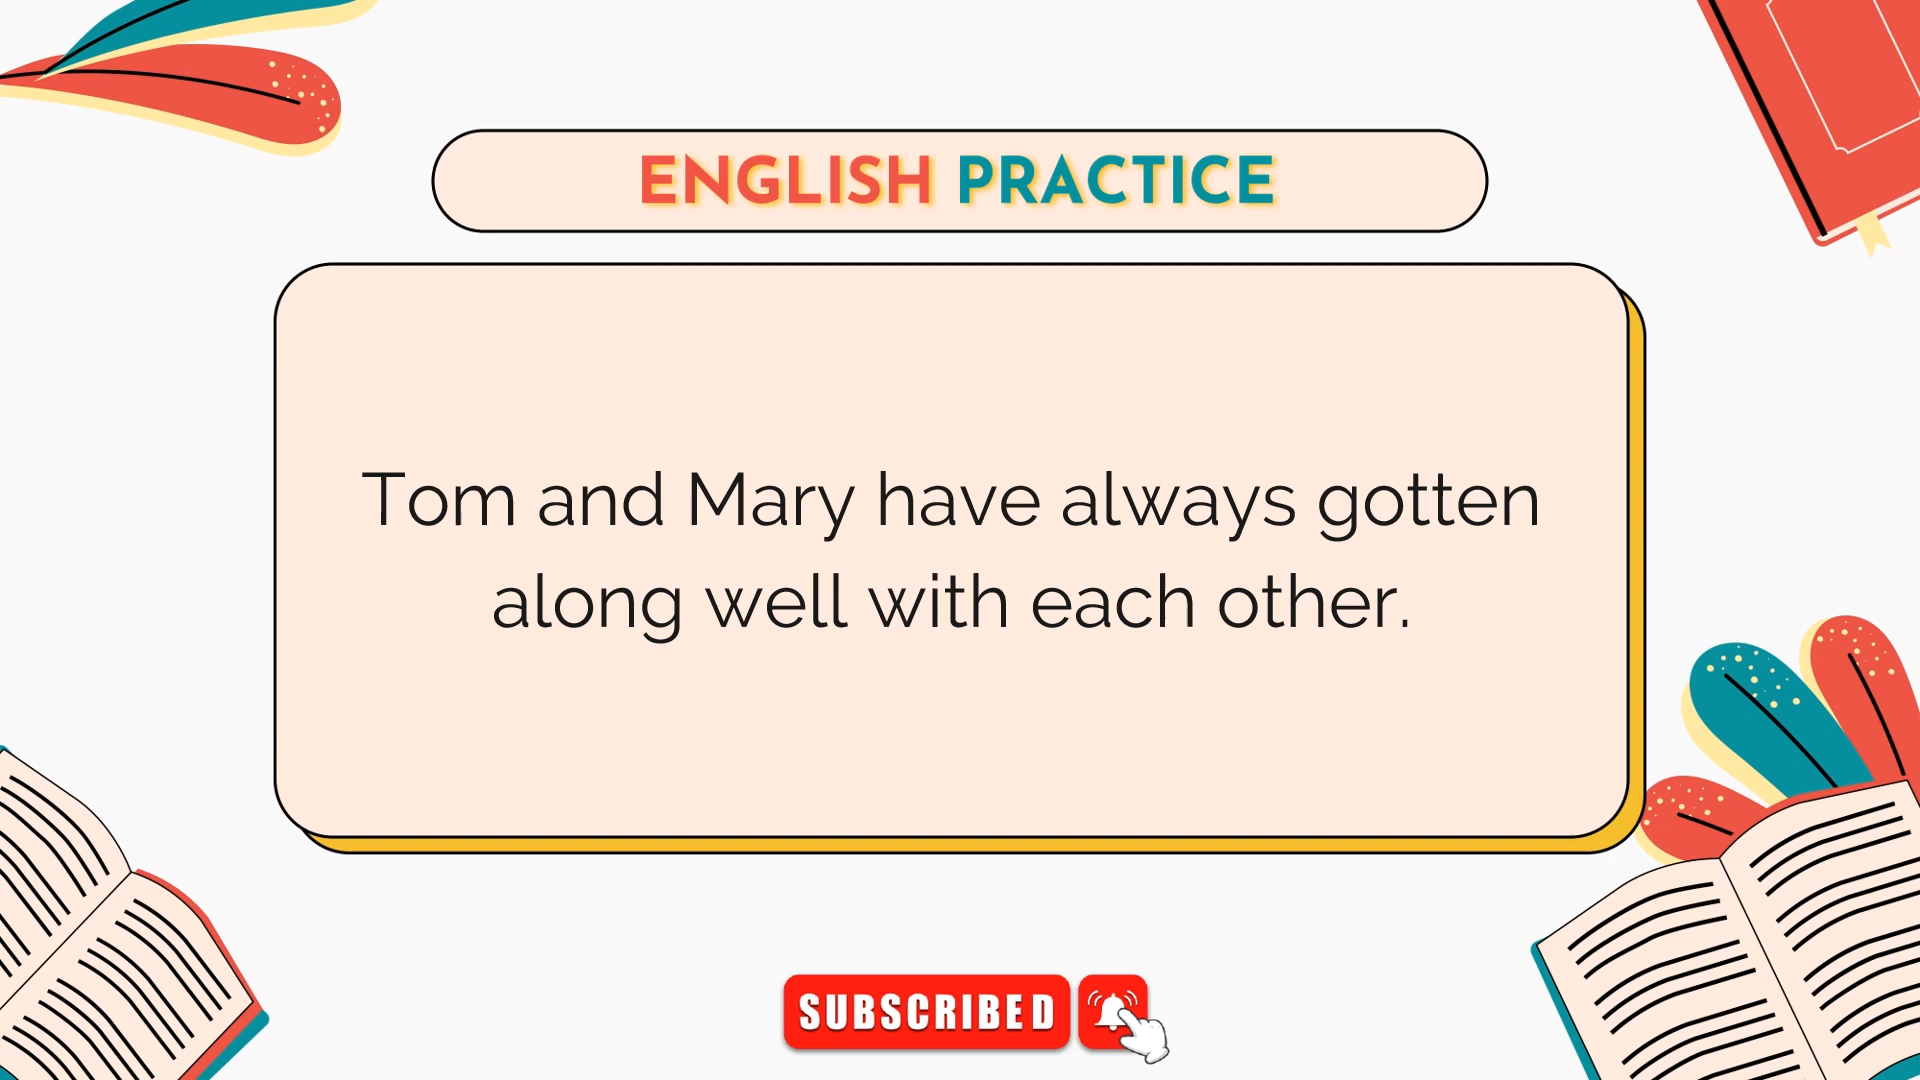 ENGLISH PRACTICE
Tom and Mary have always gotten
along well with each other.
SUBSCRIBED